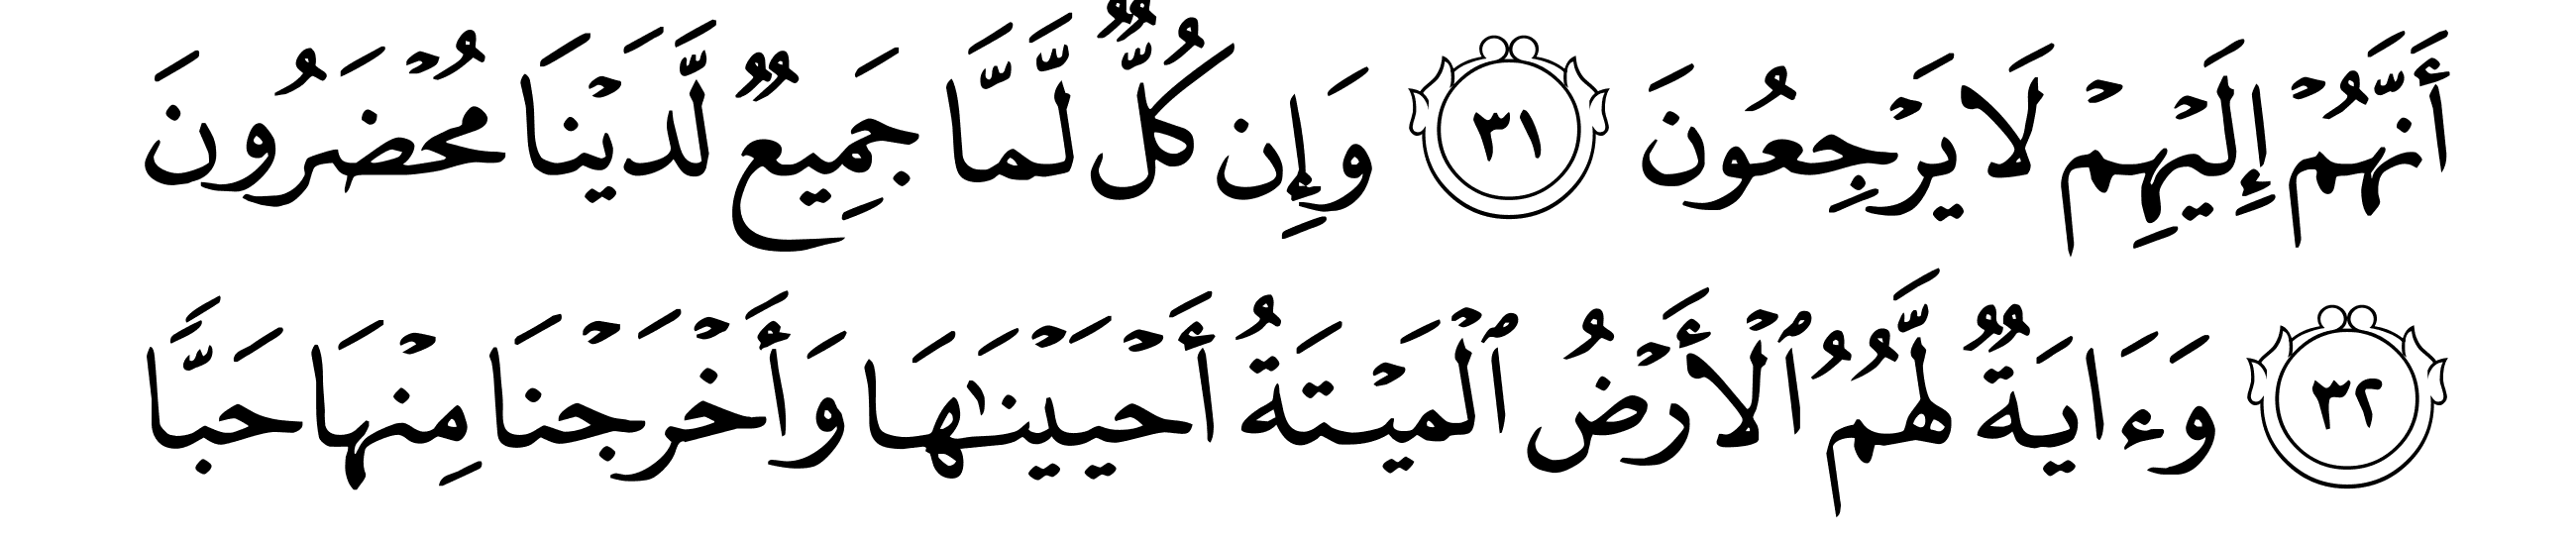 أَنَّهُمۡ إِلَيۡهِمۡ لَا يَرۡجِعُونَ ٣١ وَإِن كُلّٞ لَّمَّا جَمِيعٞ لَّدَيۡنَا مُحۡضَرُونَ
٣٢ وَءَايَةٞ لَّهُمُ ٱلۡأَرۡضُ ٱلۡمَيۡتَةُ أَحۡيَيۡنَٰهَا وَأَخۡرَجۡنَا مِنۡهَا حَبّٗا